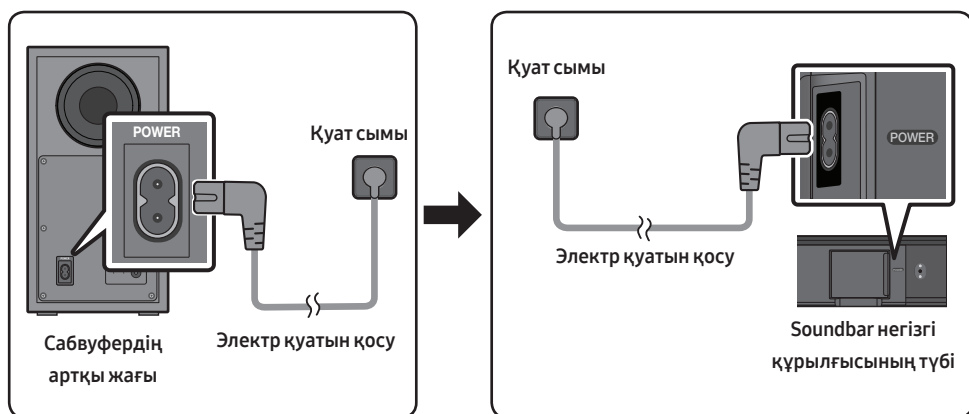 POWER
Қуат сымы
Электр қуатын қосу
Сабвуфердің
артқы жағы
Қуат сымы
POWER
Электр қуатын қосу
Soundbar негізгі
құрылғысының түбі